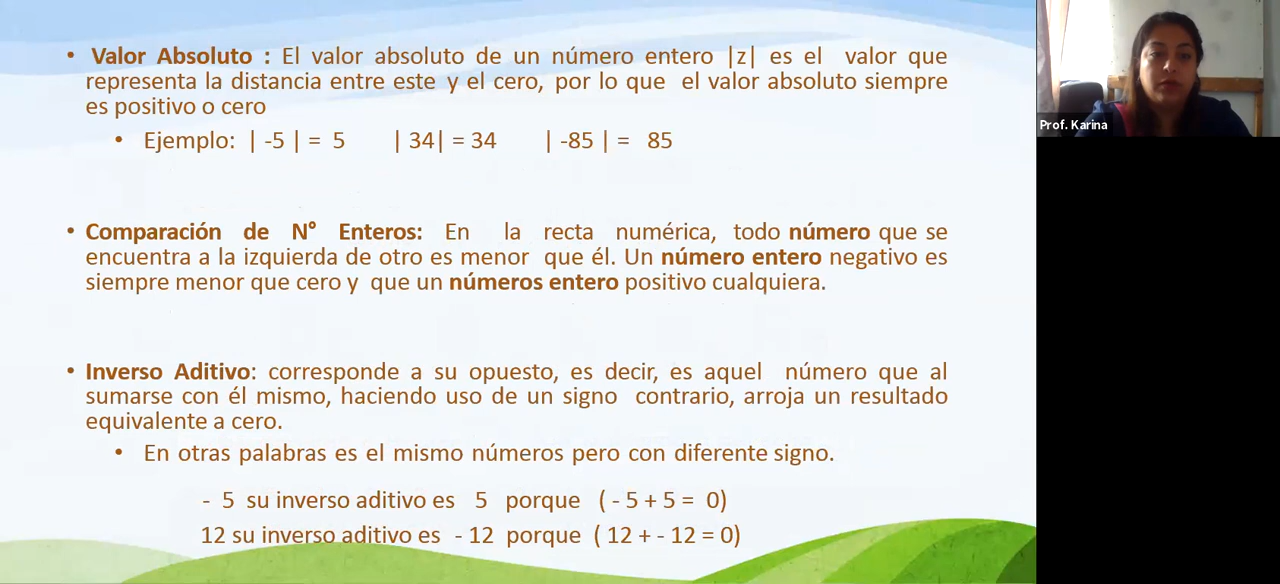 • Valor Absoluto : El valor absoluto de un número entero |z| es el valor que
representa la distancia entre este y el cero, por lo que el valor absoluto siempre
es positivo o cero
• Ejemplo: | -5 | = 5 | 34| = 34 | -85 | = 85
• Comparación de N° Enteros: En la recta numérica, todo número que se
encuentra a la izquierda de otro es menor que él. Un número entero negativo es
siempre menor que cero y que un números entero positivo cualquiera.
• Inverso Aditivo: corresponde a su opuesto, es decir, es aquel número que al
sumarse con él mismo, haciendo uso de un signo contrario, arroja un resultado
equivalente a cero.
• En otras palabras es el mismo números pero con diferente signo.
- 5 su inverso aditivo es 5 porque ( - 5 + 5 = 0)
12 su inverso aditivo es - 12 porque ( 12 + - 12 = 0)
Prof. Karina